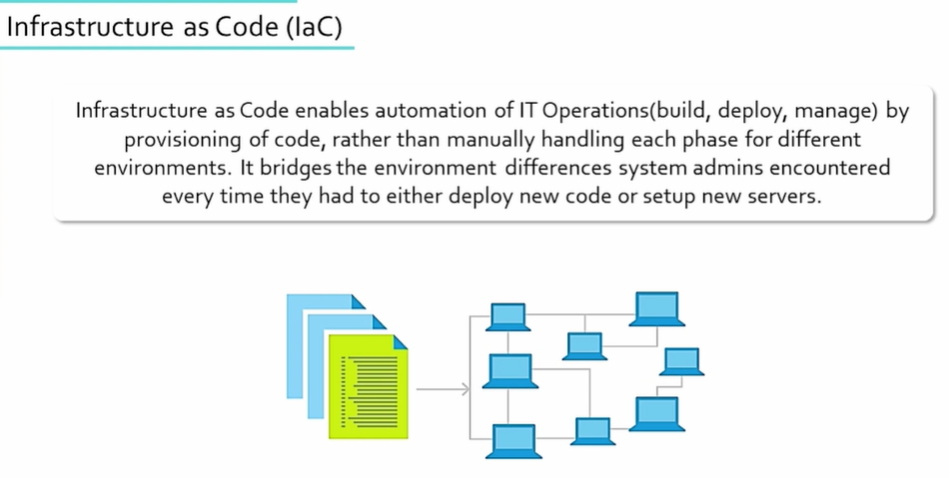 Infrastructure as Code (IaC)
Infrastructure as Code enables automation of IT Operations(build, deploy, manage) by
provisioning of code, rather than manually handling each phase for different
environments. It bridges the environment differences system admins encountered
every time they had to either deploy new code or setup new servers.